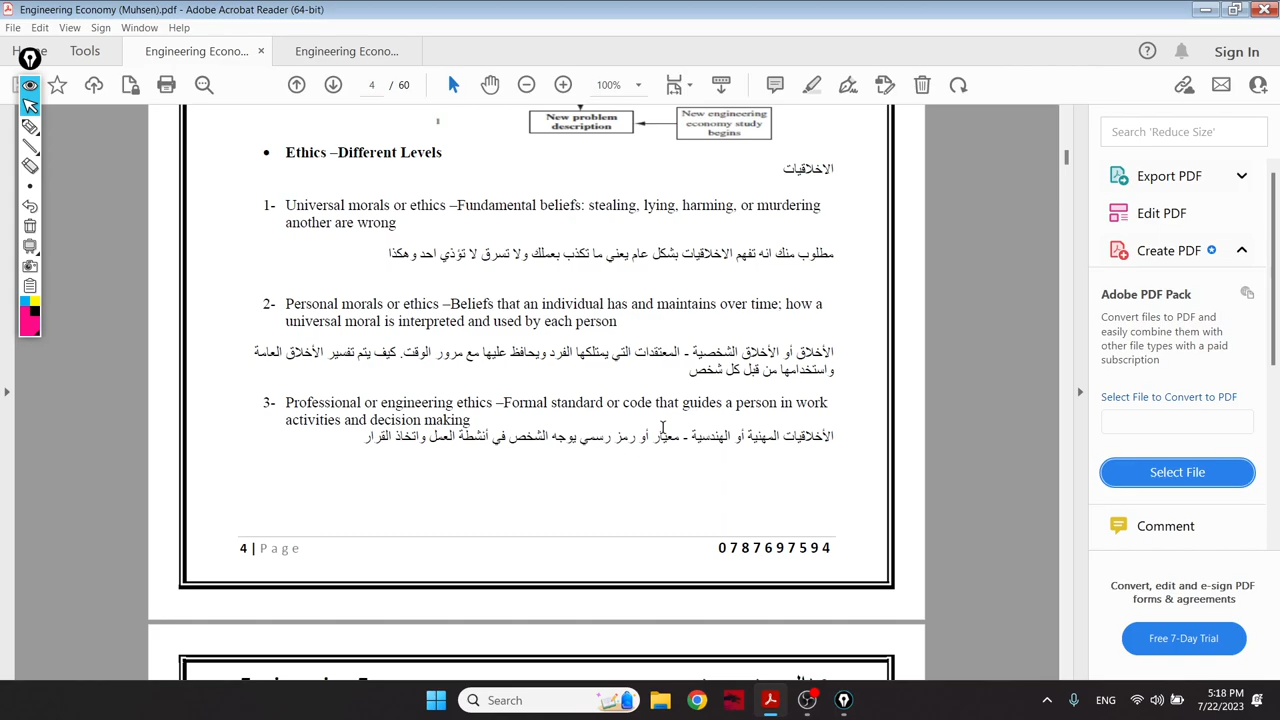 Engineering Economy (Muhsen).pdf - Adobe Acrobat Reader (64-bit)
File Edit View Sign Window Help
Home Tools Engineering Econo... × Engineering Econo... Sign In
4 / 60 100%
New problem description
New engineering economy study begins
• Ethics –Different Levels
الاخلاقيات
1- Universal morals or ethics –Fundamental beliefs: stealing, lying, harming, or murdering
another are wrong
مطلوب منك انه تفهم الاخلاقيات بشكل عام يعني ما تكذب بعملك ولا تسرق لا تؤذي احد وهكذا
2- Personal morals or ethics –Beliefs that an individual has and maintains over time; how a
universal moral is interpreted and used by each person
الأخلاق أو الأخلاق الشخصية - المعتقدات التي يمتلكها الفرد ويحافظ عليها مع مرور الوقت. كيف يتم تفسير الأخلاق العامة
واستخدامها من قبل كل شخص
3- Professional or engineering ethics –Formal standard or code that guides a person in work
activities and decision making
الأخلاقيات المهنية أو الهندسية - معيار أو رمز رسمي يوجه الشخص في أنشطة العمل واتخاذ القرار
4 | Page 0787697594
Search 'Reduce Size'
Export PDF
Edit PDF
Create PDF
Adobe PDF Pack
Convert files to PDF and
easily combine them with
other file types with a paid
subscription
Select File to Convert to PDF
Select File
Comment
Convert, edit and e-sign PDF
forms & agreements
Free 7-Day Trial
Search
ENG
5:18 PM
7/22/2023